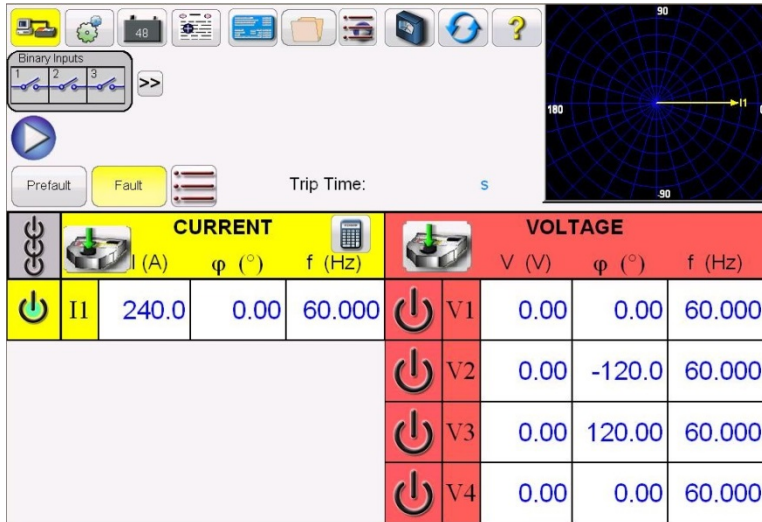 48
?
90
Binary Inputs
1 2 3
>>
180
I1
Prefault
Fault
Trip Time:
s
-90
CURRENT
VOLTAGE
(A) φ (°) f (Hz)
V (V) φ (°) f (Hz)
I1 240.0 0.00 60.000
V1 0.00 0.00 60.000
V2 0.00 -120.0 60.000
V3 0.00 120.00 60.000
V4 0.00 0.00 60.000